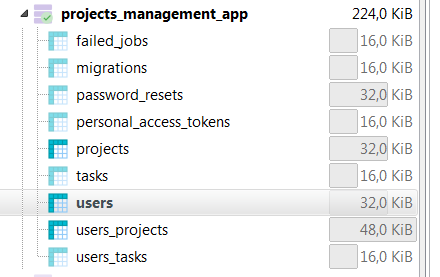 projects_management_app 224,0 KiB
failed_jobs 16,0 KiB
migrations 16,0 KiB
password_resets 32,0 KiB
personal_access_tokens 16,0 KiB
projects 32,0 KiB
tasks 16,0 KiB
users 32,0 KiB
users_projects 48,0 KiB
users_tasks 16,0 KiB